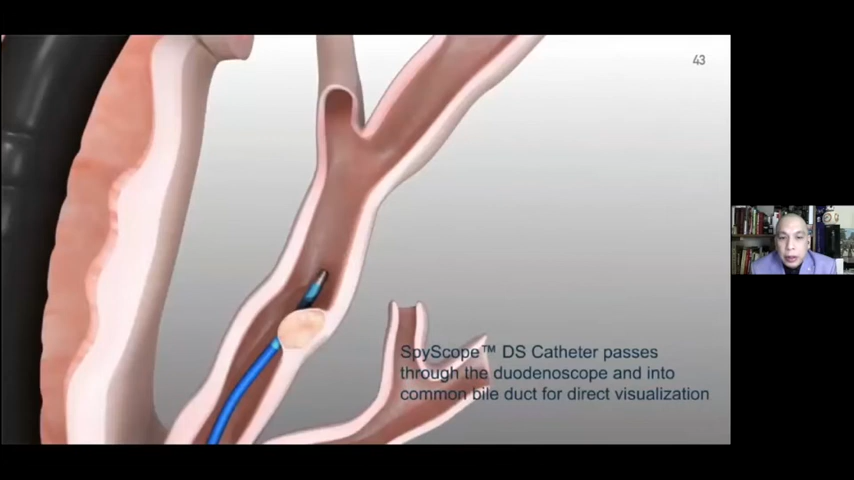 43
SpyScope™ DS Catheter passes
through the duodenoscope and into
common bile duct for direct visualization